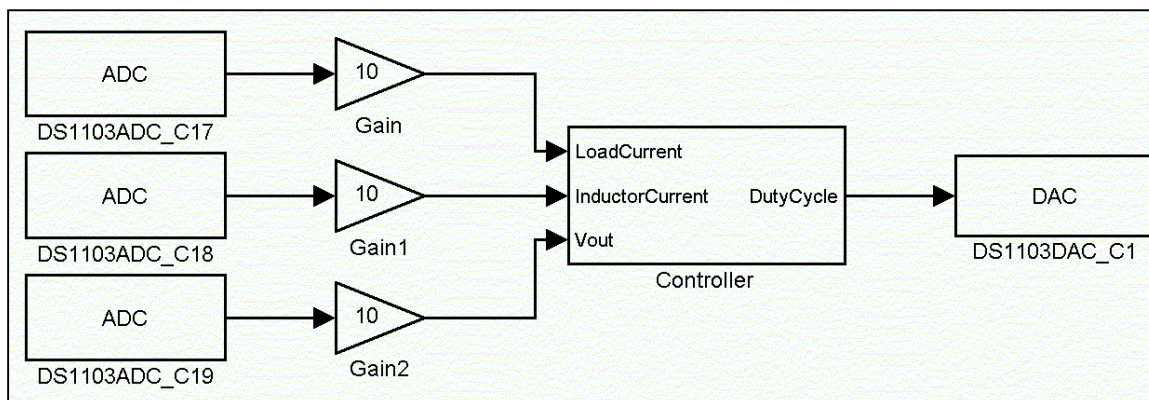 ADC
DS1103ADC_C17
10
Gain
ADC
DS1103ADC_C18
10
Gain1
ADC
DS1103ADC_C19
10
Gain2
LoadCurrent
InductorCurrent
Vout
DutyCycle
Controller
DAC
DS1103DAC_C1